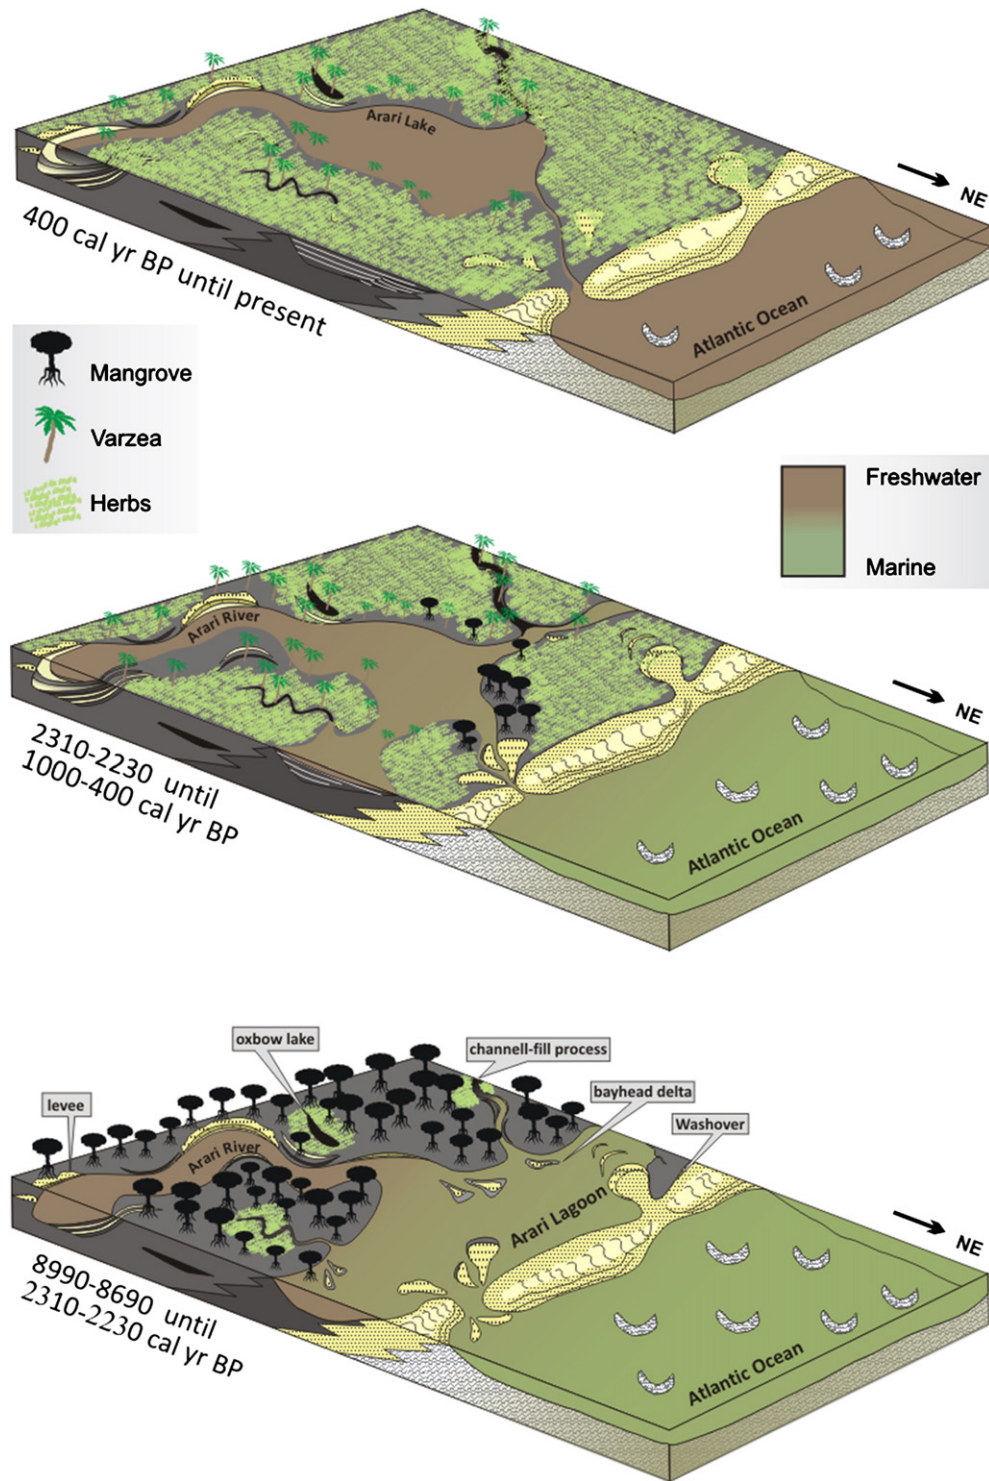 Arari Lake
NE
400 cal yr BP until present
Atlantic Ocean
Mangrove
Varzea
Herbs
Freshwater
Marine
Arari River
NE
2310-2230 until
1000-400 cal yr BP
Atlantic Ocean
oxbow lake
channell-fill process
levee
bayhead delta
Washover
Arari River
Arari Lagoon
NE
8990-8690 until
2310-2230 cal yr BP
Atlantic Ocean